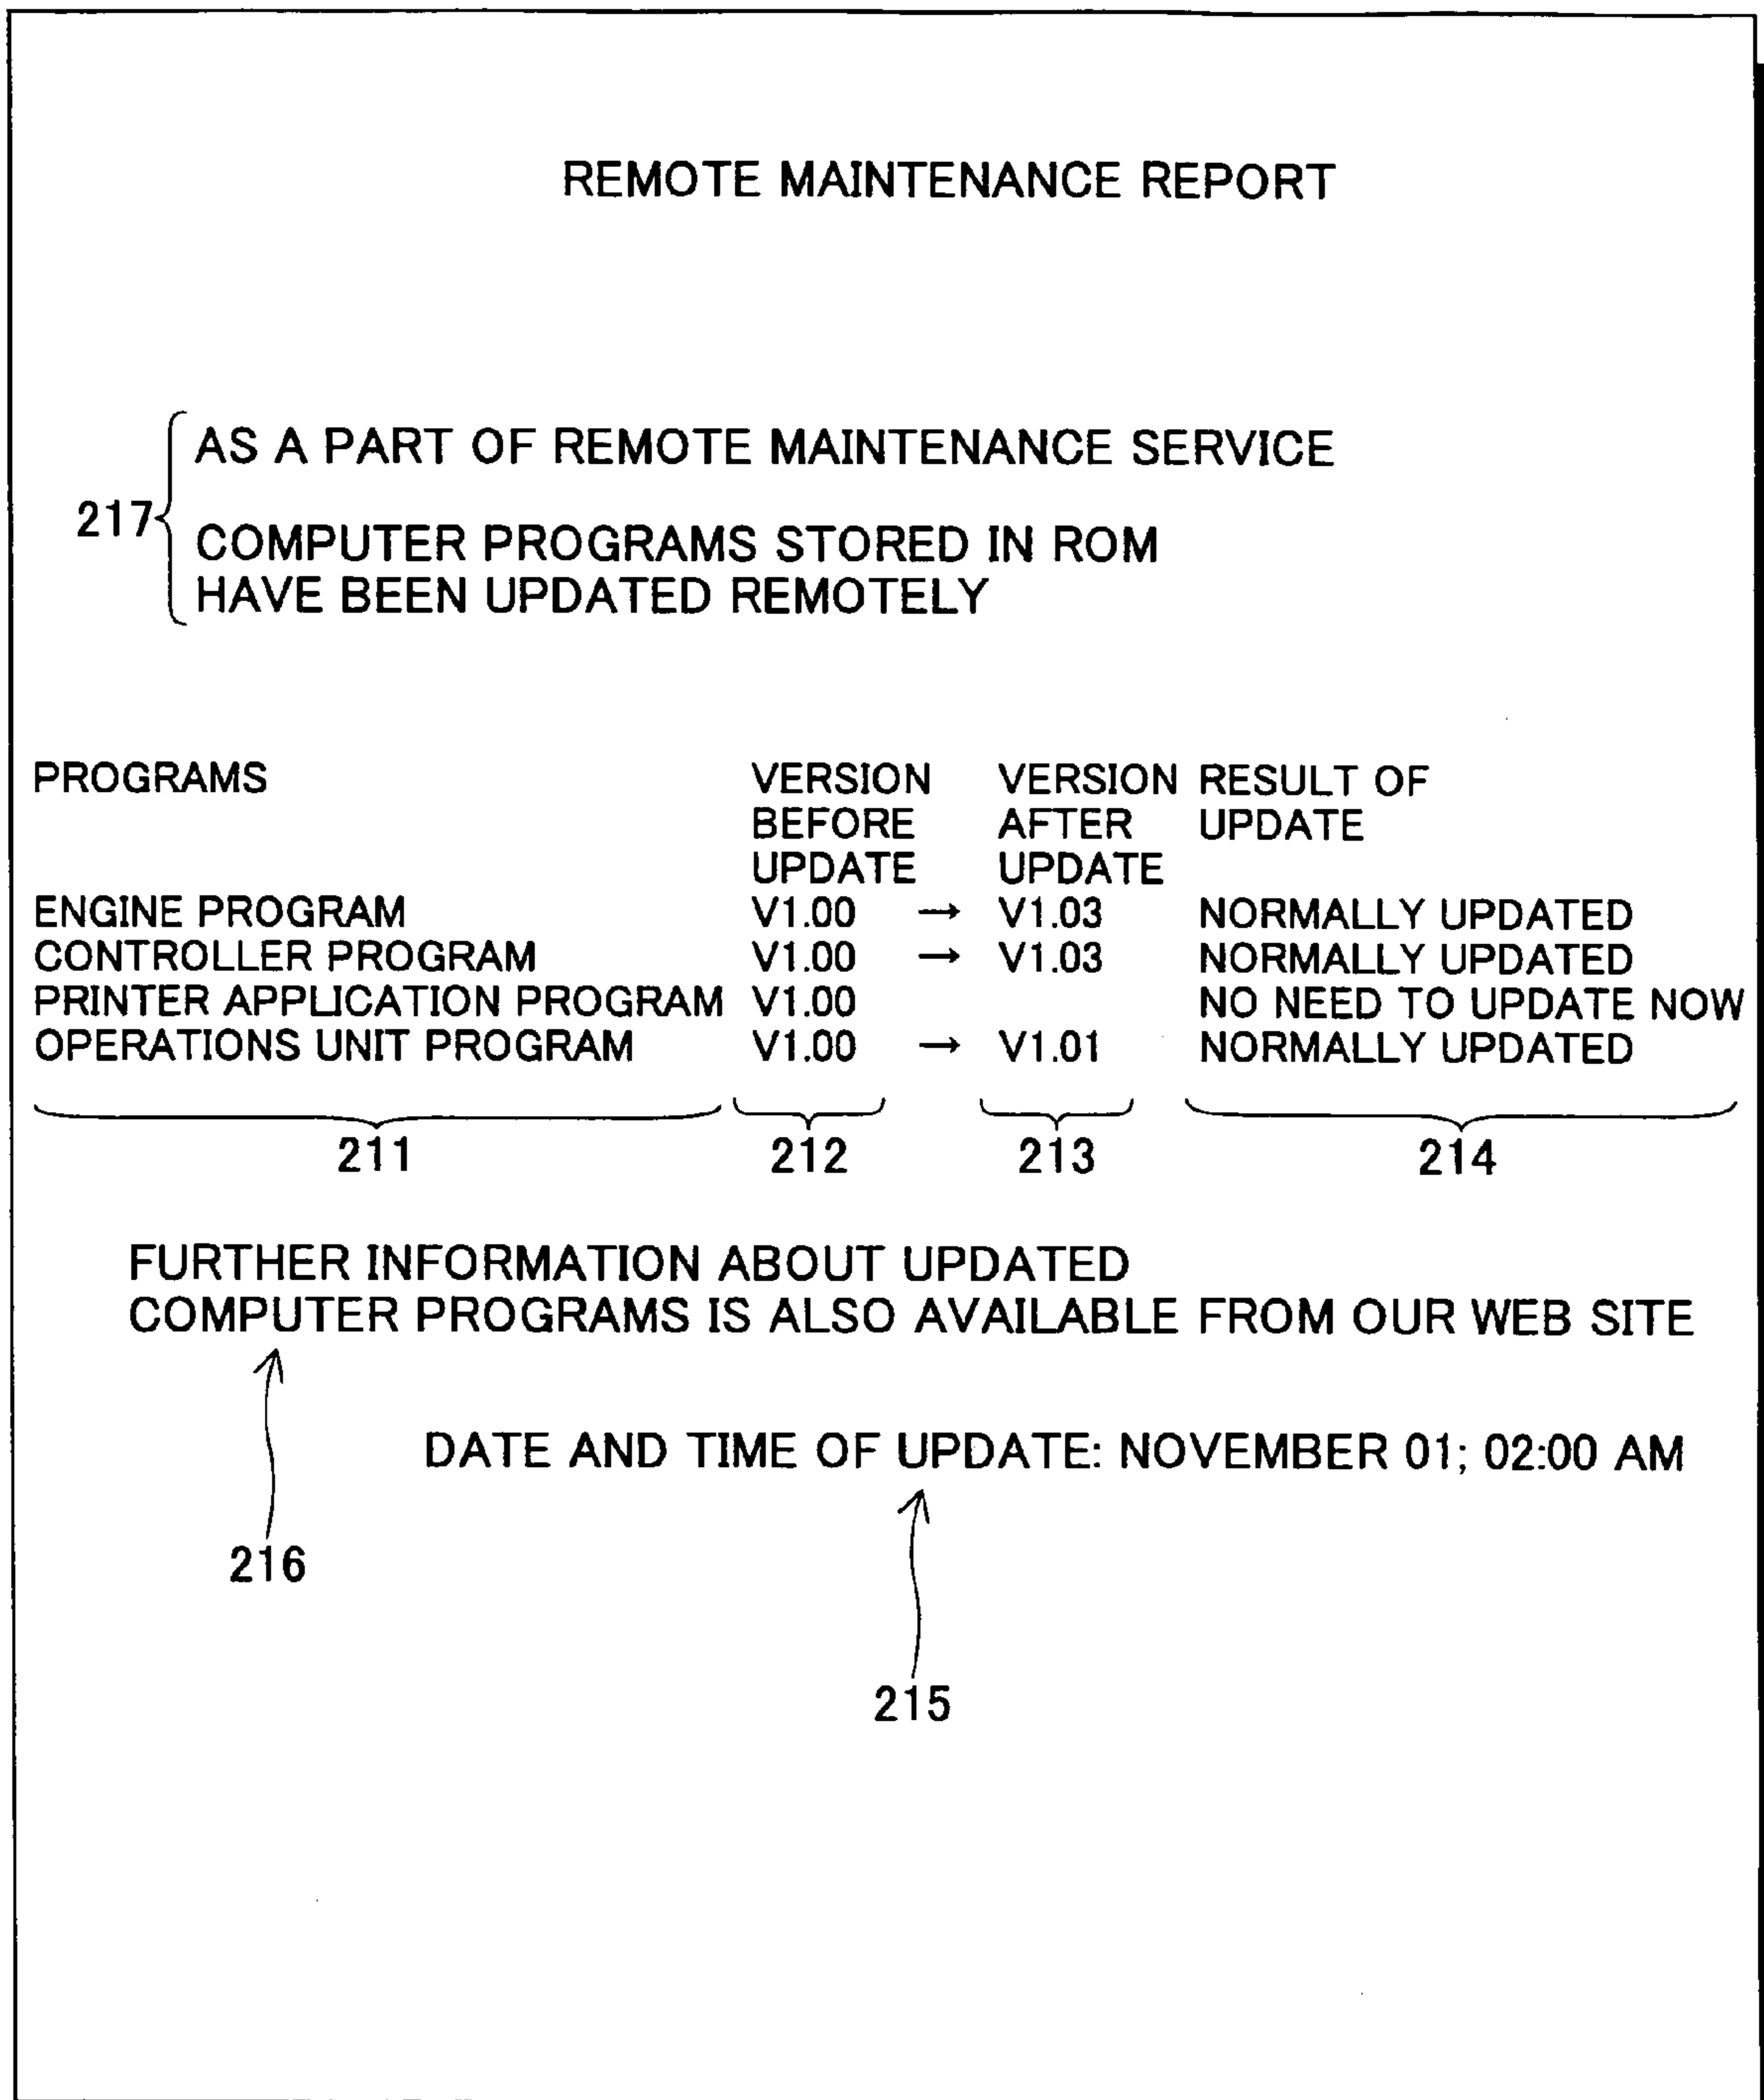 REMOTE MAINTENANCE REPORT
217
AS A PART OF REMOTE MAINTENANCE SERVICE
COMPUTER PROGRAMS STORED IN ROM
HAVE BEEN UPDATED REMOTELY
PROGRAMS VERSION VERSION RESULT OF
BEFORE AFTER UPDATE
UPDATE UPDATE
ENGINE PROGRAM V1.00 → V1.03 NORMALLY UPDATED
CONTROLLER PROGRAM V1.00 → V1.03 NORMALLY UPDATED
PRINTER APPLICATION PROGRAM V1.00 NO NEED TO UPDATE NOW
OPERATIONS UNIT PROGRAM V1.00 → V1.01 NORMALLY UPDATED
211 212 213 214
FURTHER INFORMATION ABOUT UPDATED
COMPUTER PROGRAMS IS ALSO AVAILABLE FROM OUR WEB SITE
DATE AND TIME OF UPDATE: NOVEMBER 01; 02:00 AM
216
215